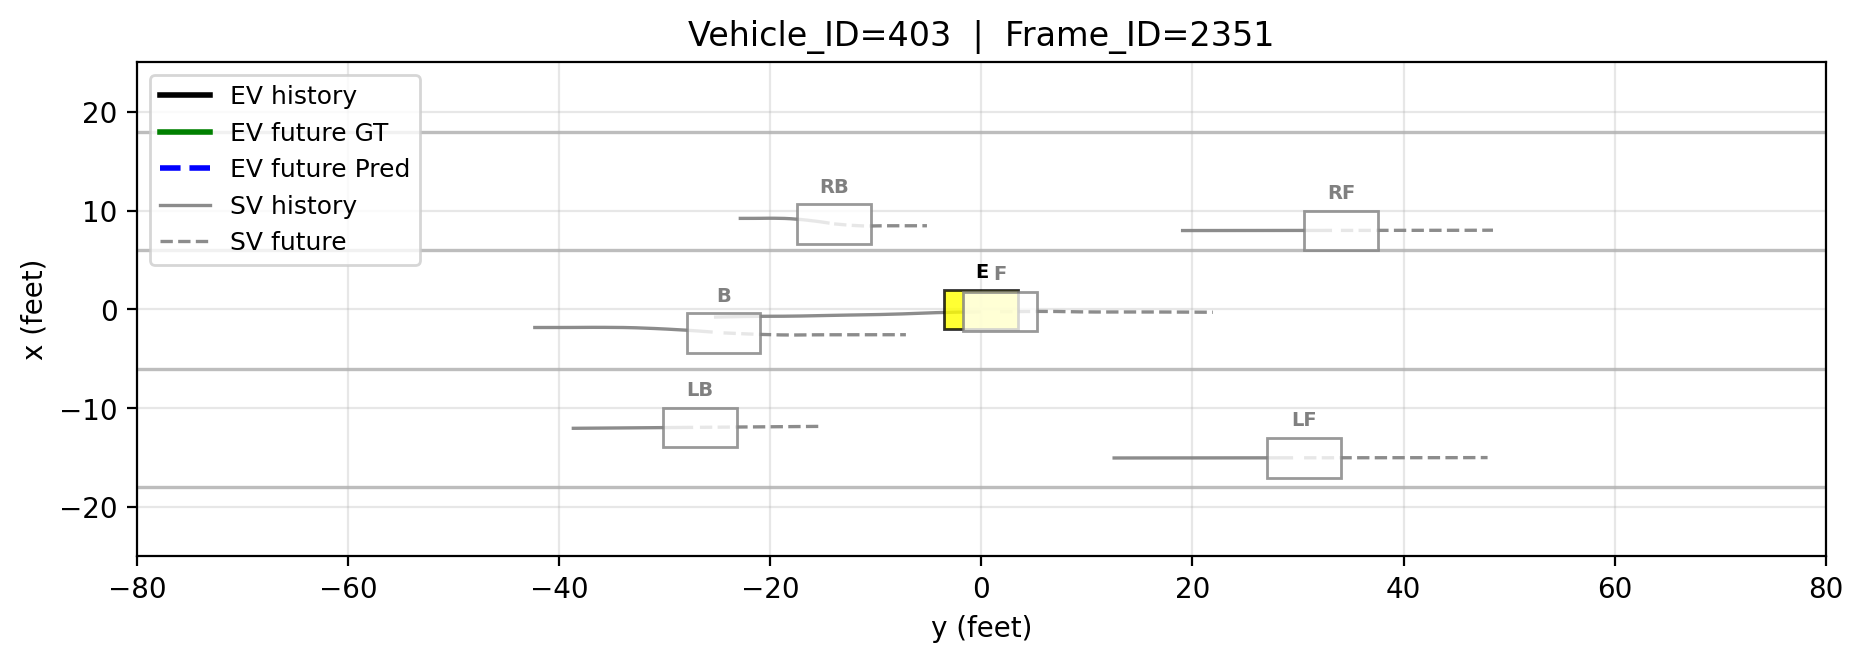 Vehicle_ID=403 | Frame_ID=2351
EV history
EV future GT
EV future Pred
SV history
SV future
RB
RF
E
F
B
LB
LF
20
10
0
−10
−20
x (feet)
−80
−60
−40
−20
0
20
40
60
80
y (feet)